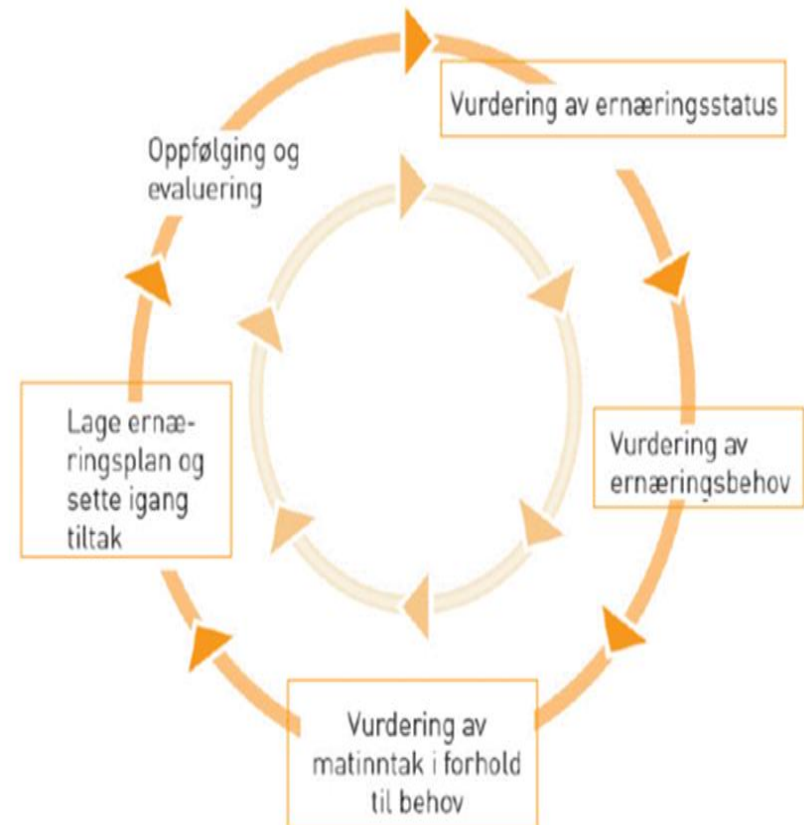 Vurdering av ernæringsstatus
Vurdering av
ernæringsbehov
Vurdering av
matinntak i forhold
til behov
Lage ernæ-
ringsplan og
sette igang
tiltak
Oppfølging og
evaluering